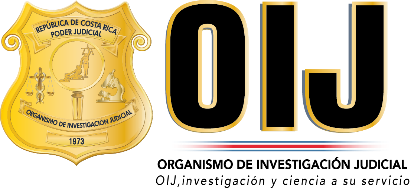 REPÚBLICA DE COSTA RICA
PODER JUDICIAL
ORGANISMO DE INVESTIGACIÓN JUDICIAL
1973
OIJ
ORGANISMO DE INVESTIGACIÓN JUDICIAL
OIJ,investigación y ciencia a su servicio